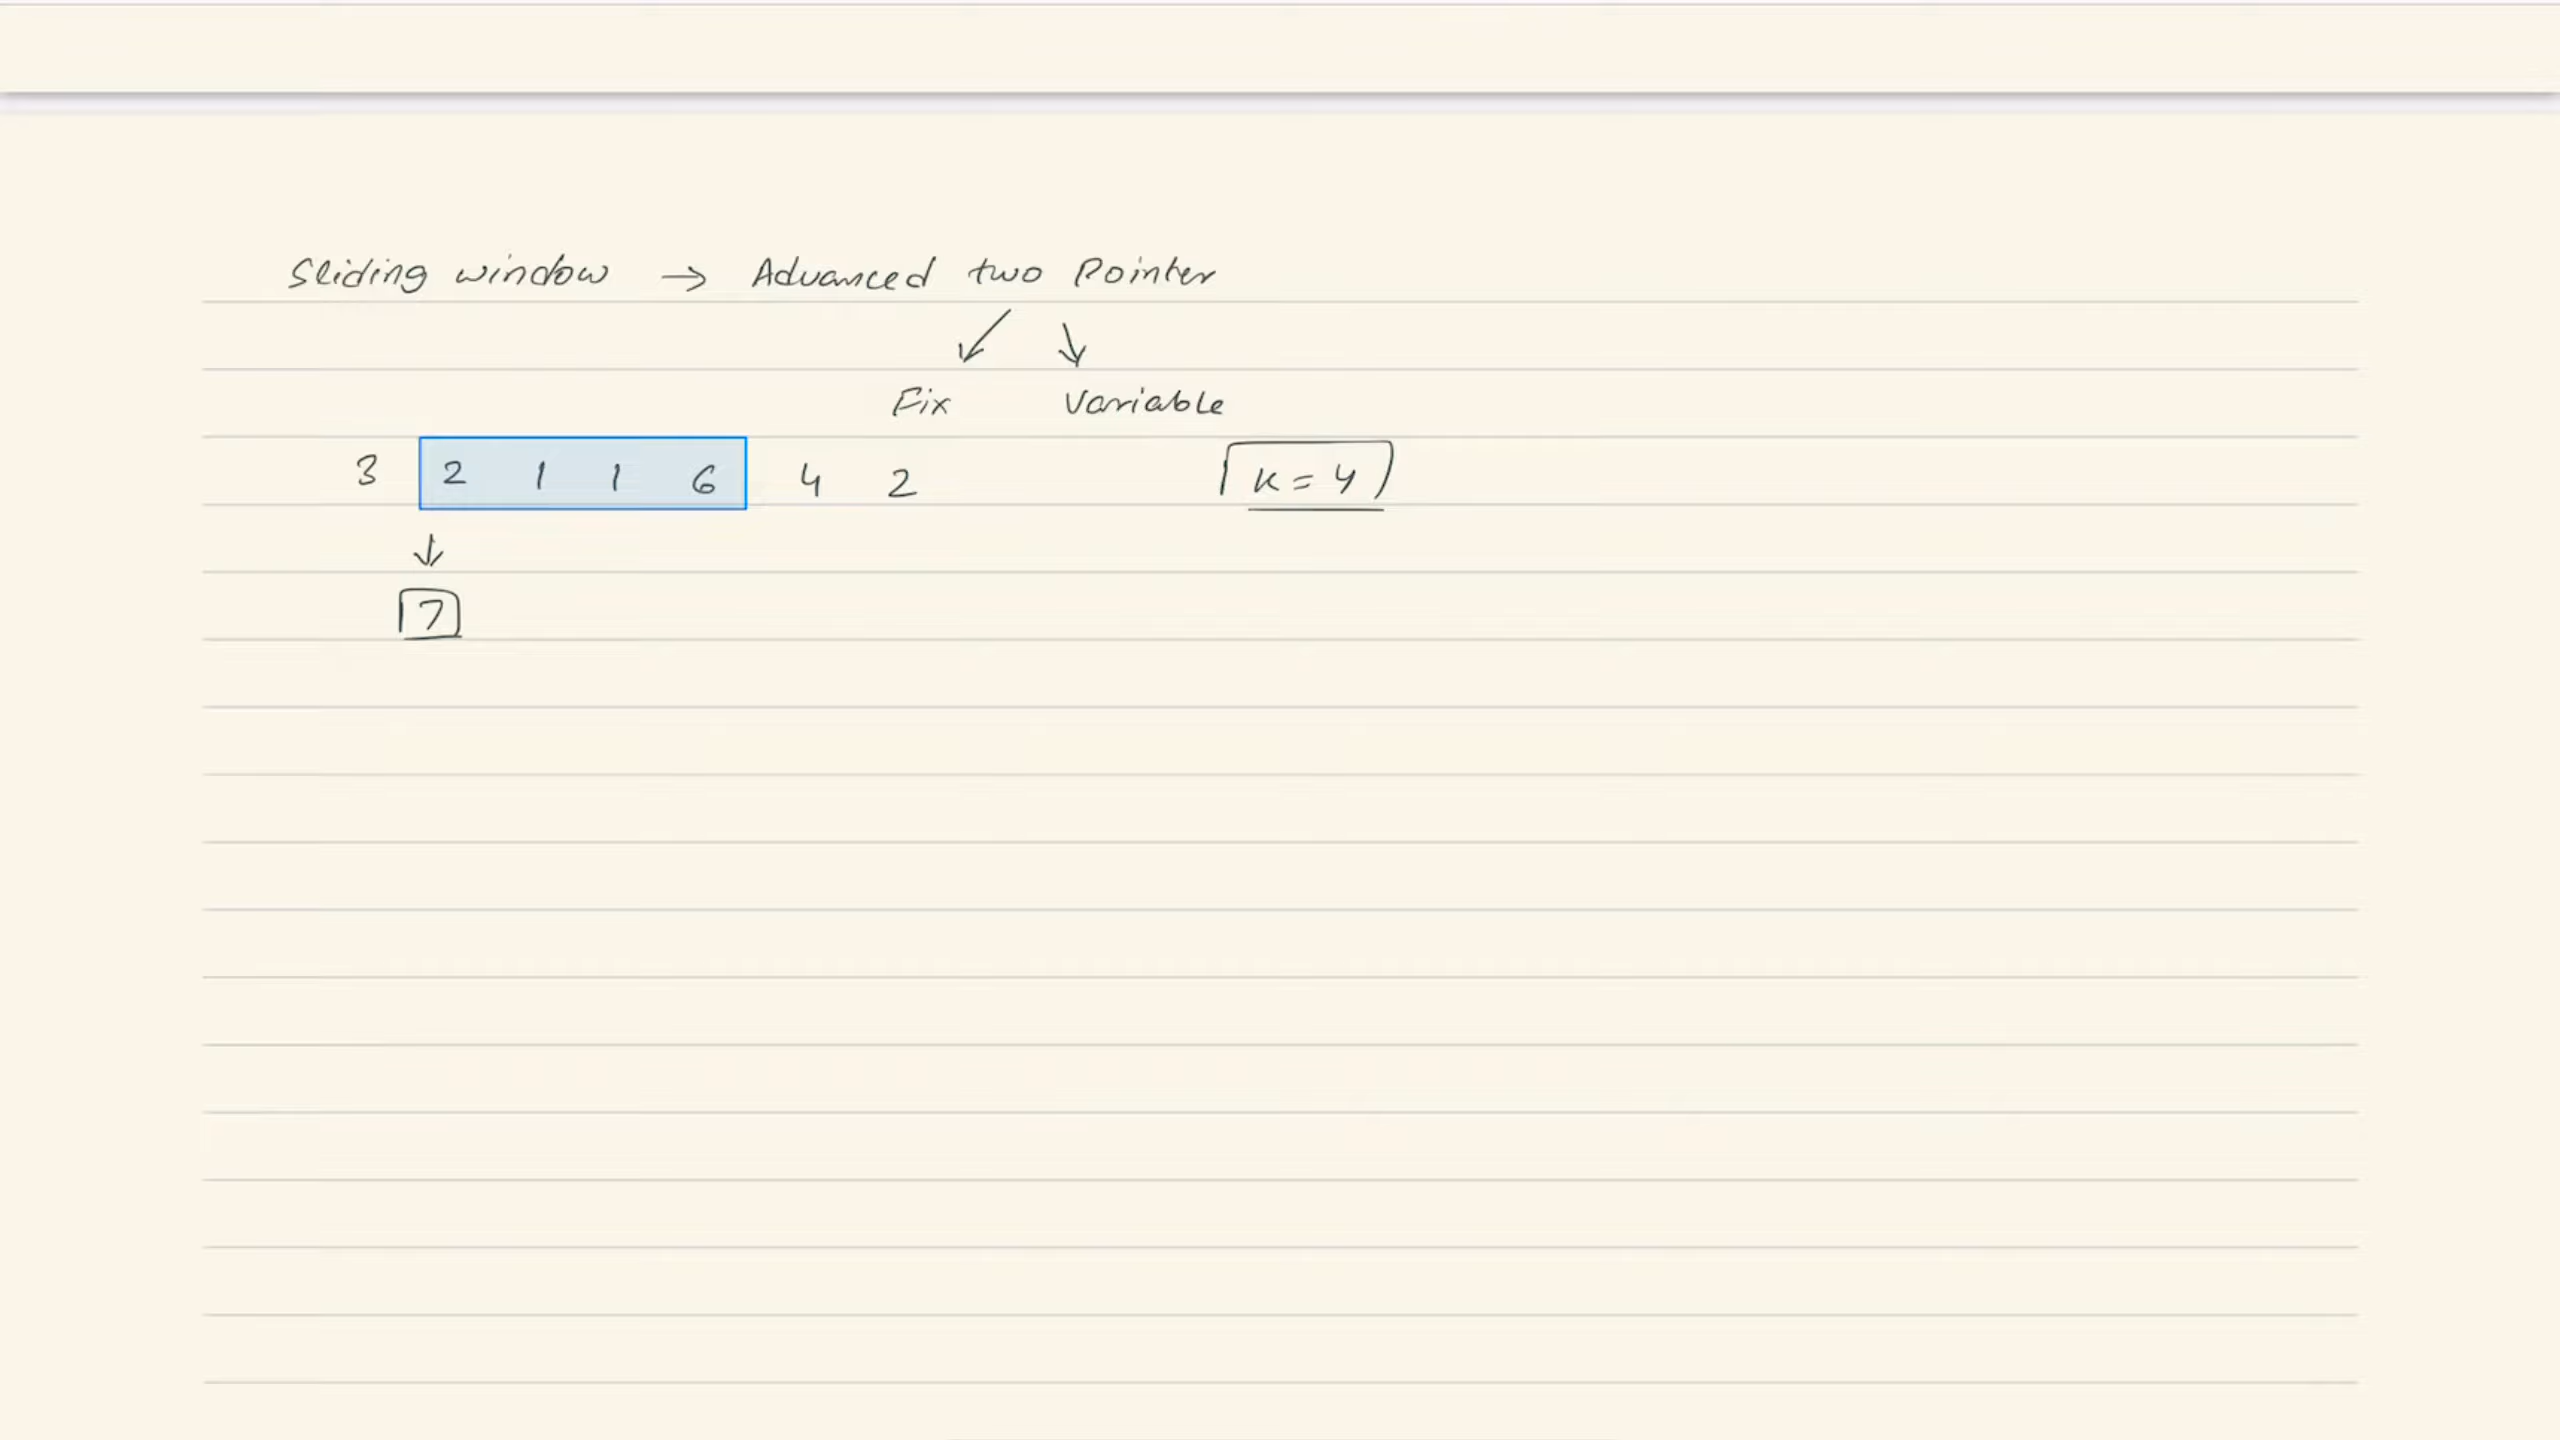 Sliding window → Advanced two Pointer
Fix Variable
3 2 1 1 6 4 2 K = 4
7